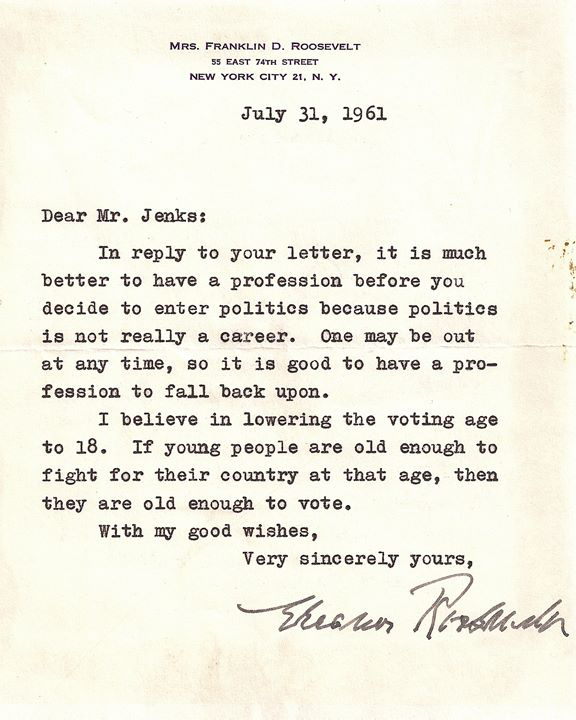 MRS. FRANKLIN D. ROOSEVELT
55 EAST 74TH STREET
NEW YORK CITY 21, N. Y.
July 31, 1961
Dear Mr. Jenks:
In reply to your letter, it is much
better to have a profession before you
decide to enter politics because politics
is not really a career. One may be out
at any time, so it is good to have a pro-
fession to fall back upon.
I believe in lowering the voting age
to 18. If young people are old enough to
fight for their country at that age, then
they are old enough to vote.
With my good wishes,
Very sincerely yours,
Eleanor Roosevelt